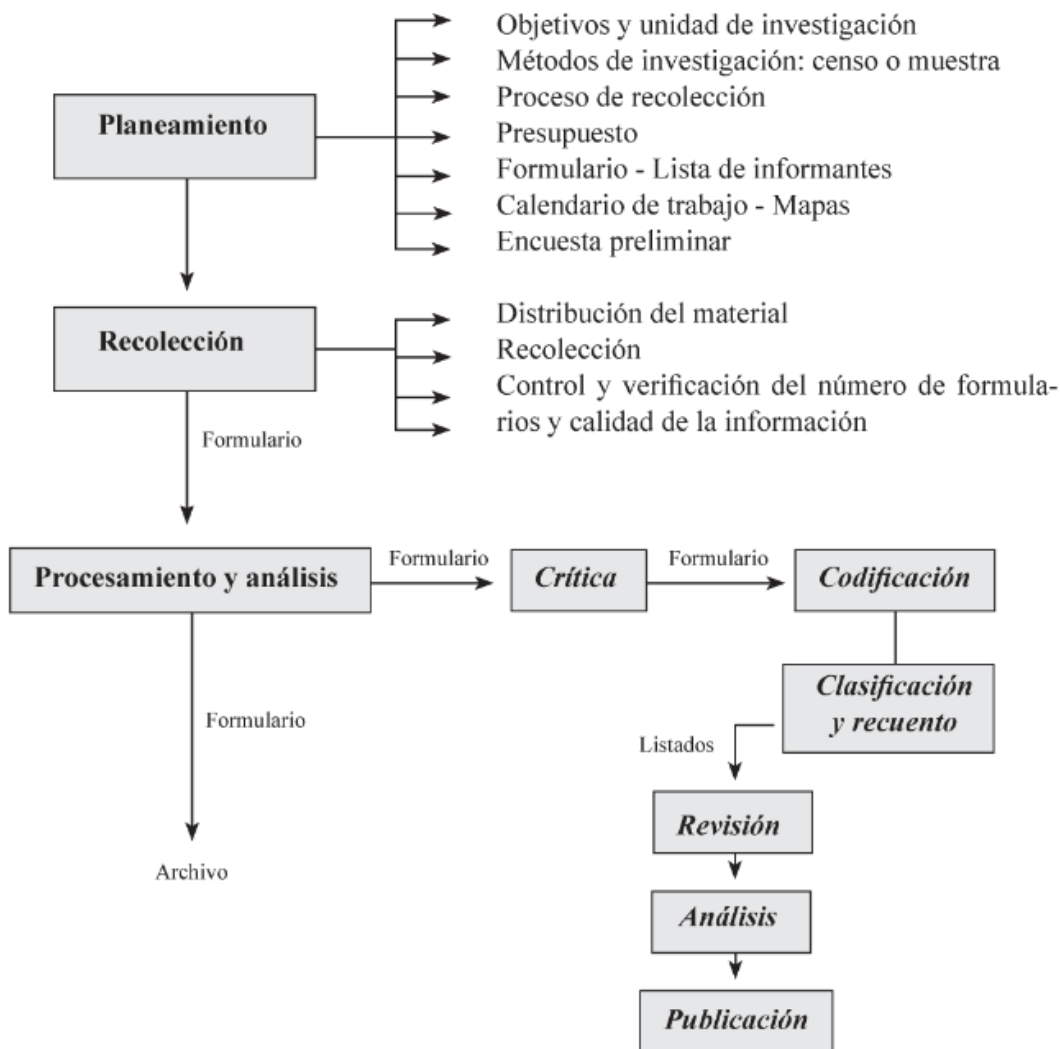 Planeamiento
Objetivos y unidad de investigación
Métodos de investigación: censo o muestra
Proceso de recolección
Presupuesto
Formulario - Lista de informantes
Calendario de trabajo - Mapas
Encuesta preliminar
Recolección
Distribución del material
Recolección
Control y verificación del número de formula-
rios y calidad de la información
Formulario
Procesamiento y análisis
Formulario
Crítica
Formulario
Codificación
Clasificación
y recuento
Formulario
Listados
Revisión
Archivo
Análisis
Publicación